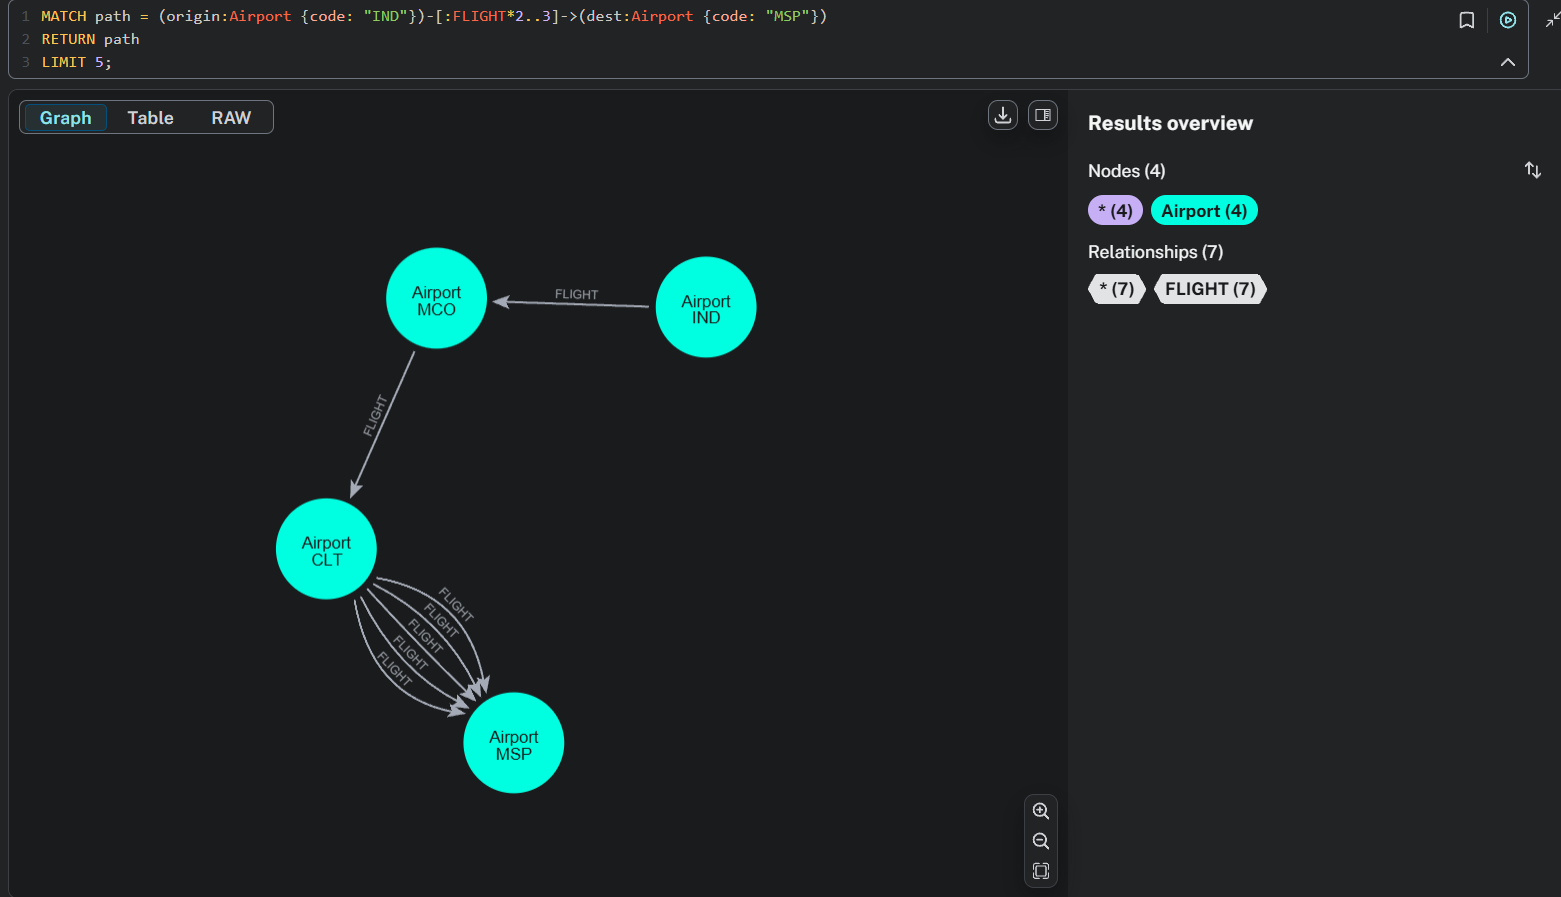 1 MATCH path = (origin:Airport {code: "IND"})-[:FLIGHT*2..3]->(dest:Airport {code: "MSP"})
2 RETURN path
3 LIMIT 5;
Graph Table RAW
Results overview
Nodes (4)
* (4) Airport (4)
Relationships (7)
* (7) FLIGHT (7)
Airport
MCO
FLIGHT
Airport
IND
FLIGHT
Airport
CLT
FLIGHT
FLIGHT
FLIGHT
FLIGHT
FLIGHT
Airport
MSP